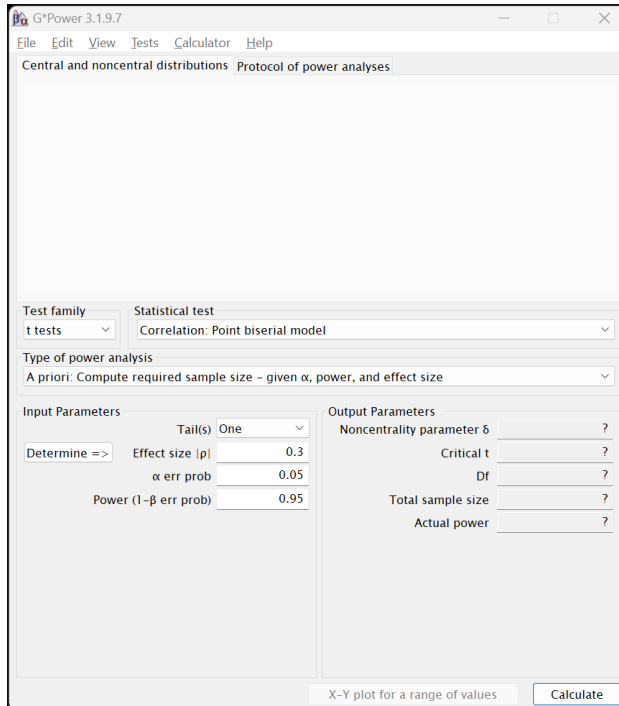 G*Power 3.1.9.7
File Edit View Tests Calculator Help
Central and noncentral distributions Protocol of power analyses
Test family Statistical test
t tests Correlation: Point biserial model
Type of power analysis
A priori: Compute required sample size – given α, power, and effect size
Input Parameters Output Parameters
Tail(s) One Noncentrality parameter δ ?
Determine => Effect size |ρ| 0.3 Critical t ?
α err prob 0.05 Df ?
Power (1-β err prob) 0.95 Total sample size ?
Actual power ?
X-Y plot for a range of values Calculate